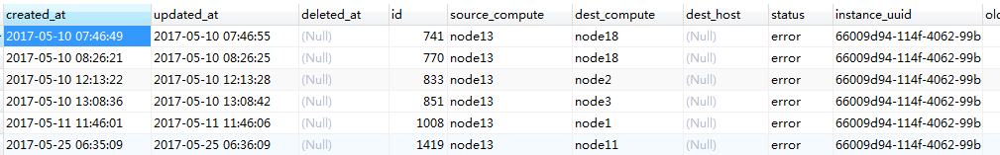 created_at updated_at deleted_at id source_compute dest_compute dest_host status instance_uuid old
2017-05-10 07:46:49 2017-05-10 07:46:55 (Null) 741 node13 node18 (Null) error 66009d94-114f-4062-99b
2017-05-10 08:26:21 2017-05-10 08:26:25 (Null) 770 node13 node18 (Null) error 66009d94-114f-4062-99b
2017-05-10 12:13:22 2017-05-10 12:13:28 (Null) 833 node13 node2 (Null) error 66009d94-114f-4062-99b
2017-05-10 13:08:36 2017-05-10 13:08:42 (Null) 851 node13 node3 (Null) error 66009d94-114f-4062-99b
2017-05-11 11:46:01 2017-05-11 11:46:06 (Null) 1008 node13 node1 (Null) error 66009d94-114f-4062-99b
2017-05-25 06:35:09 2017-05-25 06:36:09 (Null) 1419 node13 node11 (Null) error 66009d94-114f-4062-99b